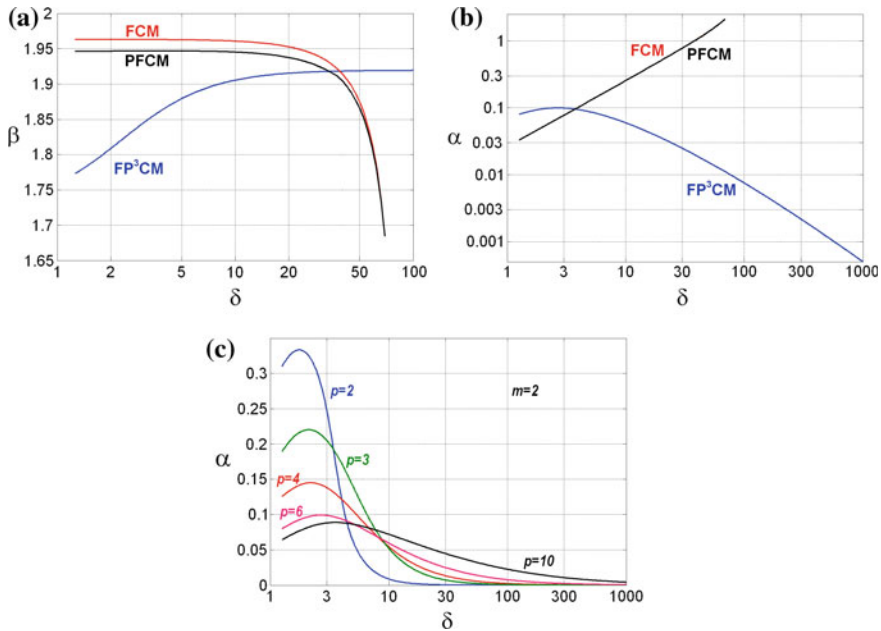 (a)
2
1.95
1.9
1.85
1.8
1.75
1.7
1.65
β
FCM
PFCM
FP³CM
1 2 5 10 20 50 100
δ
(b)
1
0.3
0.1
0.03
0.01
0.003
0.001
α
FCM
PFCM
FP³CM
1 3 10 30 100 300 1000
δ
(c)
0.3
0.25
0.2
0.15
0.1
0.05
0
α
p=2
m=2
p=3
p=4
p=6
p=10
1 3 10 30 100 300 1000
δ